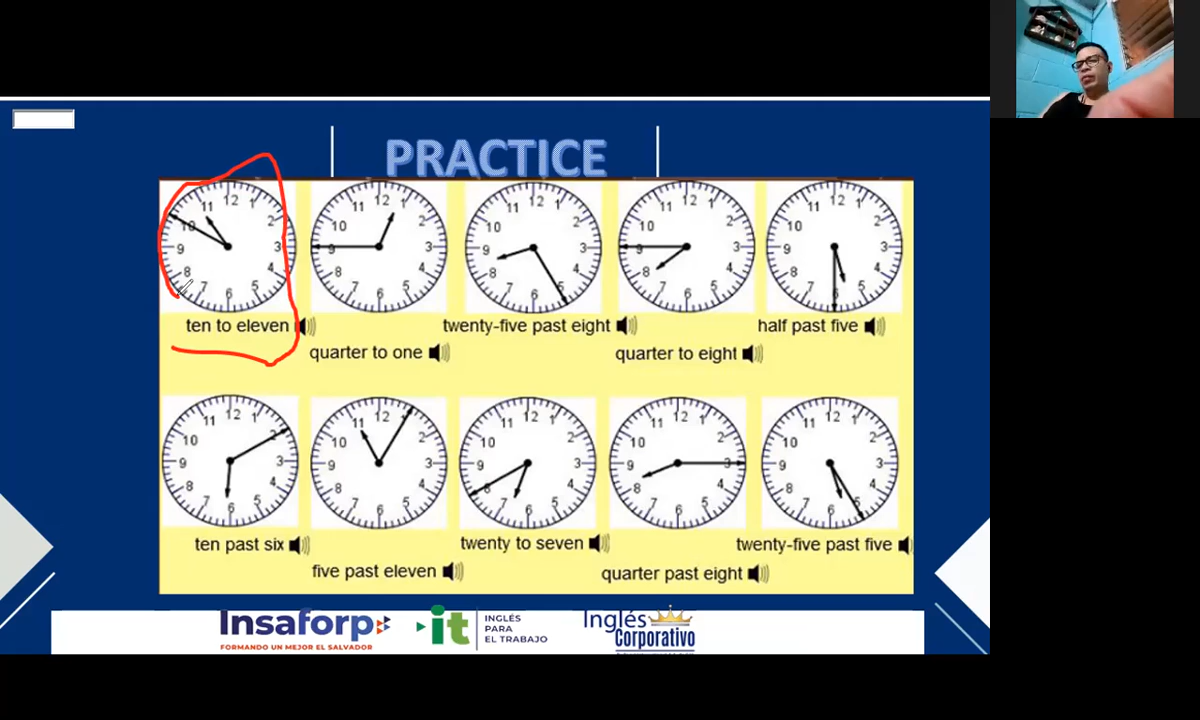 PRACTICE
ten to eleven
quarter to one
twenty-five past eight
quarter to eight
half past five
ten past six
five past eleven
twenty to seven
quarter past eight
twenty-five past five
Insaforp
FORMANDO UN MEJOR EL SALVADOR
it
INGLÉS
PARA
EL TRABAJO
Inglés
Corporativo